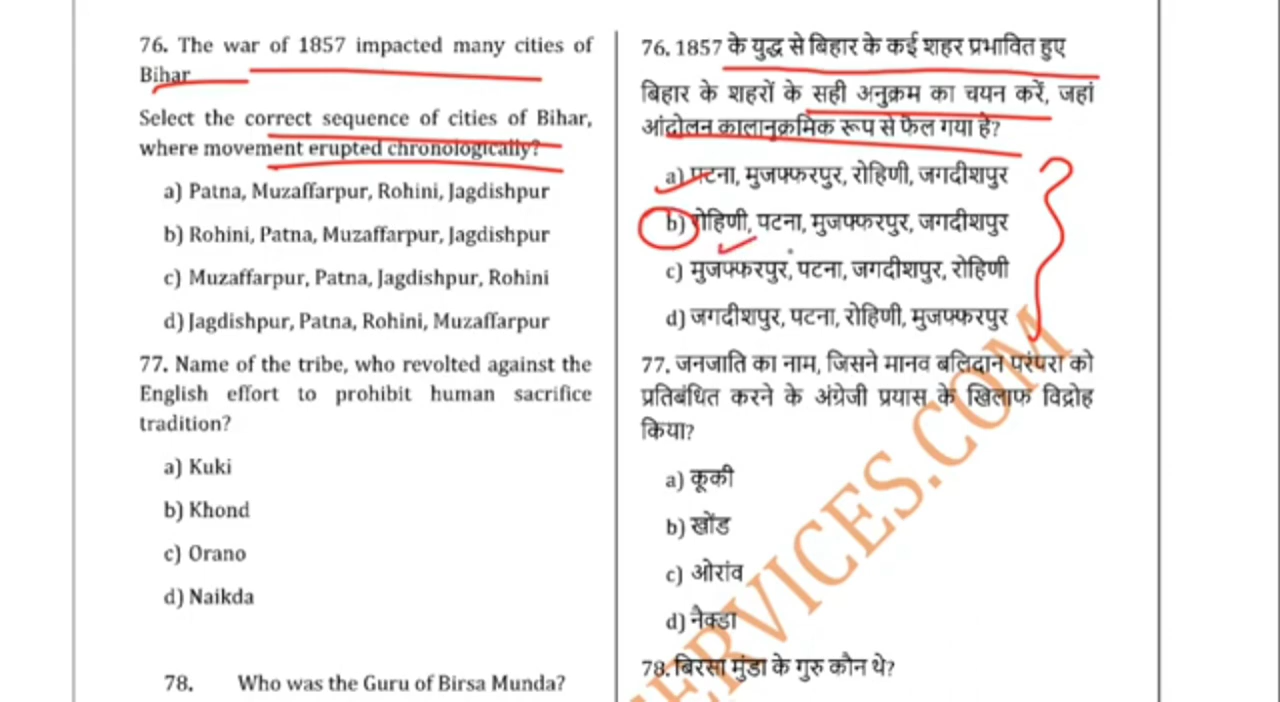 76. The war of 1857 impacted many cities of
Bihar
Select the correct sequence of cities of Bihar,
where movement erupted chronologically?
a) Patna, Muzaffarpur, Rohini, Jagdishpur
b) Rohini, Patna, Muzaffarpur, Jagdishpur
c) Muzaffarpur, Patna, Jagdishpur, Rohini
d) Jagdishpur, Patna, Rohini, Muzaffarpur
77. Name of the tribe, who revolted against the
English effort to prohibit human sacrifice
tradition?
a) Kuki
b) Khond
c) Orano
d) Naikda
78. Who was the Guru of Birsa Munda?
76. 1857 के युद्ध से बिहार के कई शहर प्रभावित हुए
बिहार के शहरों के सही अनुक्रम का चयन करें, जहां
आंदोलन कालानुक्रमिक रूप से फैल गया है?
a) पटना, मुजफ्फरपुर, रोहिणी, जगदीशपुर
b) रोहिणी, पटना, मुजफ्फरपुर, जगदीशपुर
c) मुजफ्फरपुर, पटना, जगदीशपुर, रोहिणी
d) जगदीशपुर, पटना, रोहिणी, मुजफ्फरपुर
77. जनजाति का नाम, जिसने मानव बलिदान परंपरा को
प्रतिबंधित करने के अंग्रेजी प्रयास के खिलाफ विद्रोह
किया?
a) कूकी
b) खोंड
c) ओरांव
d) नैक्डा
78. बिरसा मुंडा के गुरु कौन थे?
SERVICES.COM